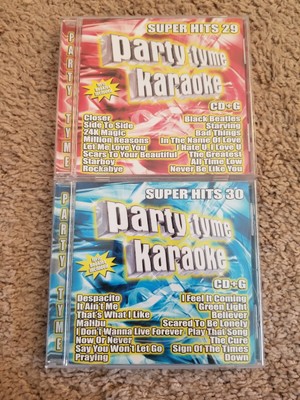 SUPER HITS 29
party tyme
karaoke
CD+G
PARTY TYME
Closer
Side To Side
24K Magic
Million Reasons
Let Me Love You
Scars To Your Beautiful
Starboy
Rockabye
Black Beatles
Starving
Bad Things
In The Name Of Love
I Hate U, I Love U
The Greatest
All Time Low
Never Be Like You
SUPER HITS 30
party tyme
karaoke
CD+G
PARTY TYME
Despacito
It Ain't Me
That's What I Like
Malibu
I Don't Wanna Live Forever
Now Or Never
Say You Won't Let Go
Praying
I Feel It Coming
Green Light
Believer
Scared To Be Lonely
Play That Song
The Cure
Sign Of The Times
Down